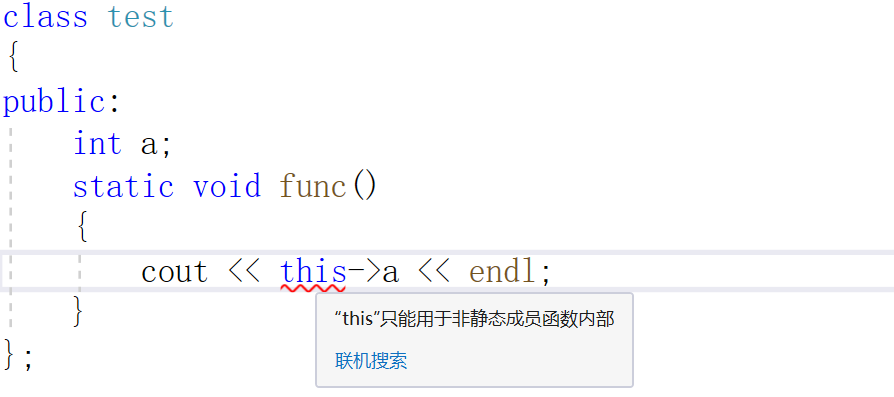 class test
{
public:
int a;
static void func()
{
cout << this->a << endl;
}
“this”只能用于非静态成员函数内部
};
联机搜索